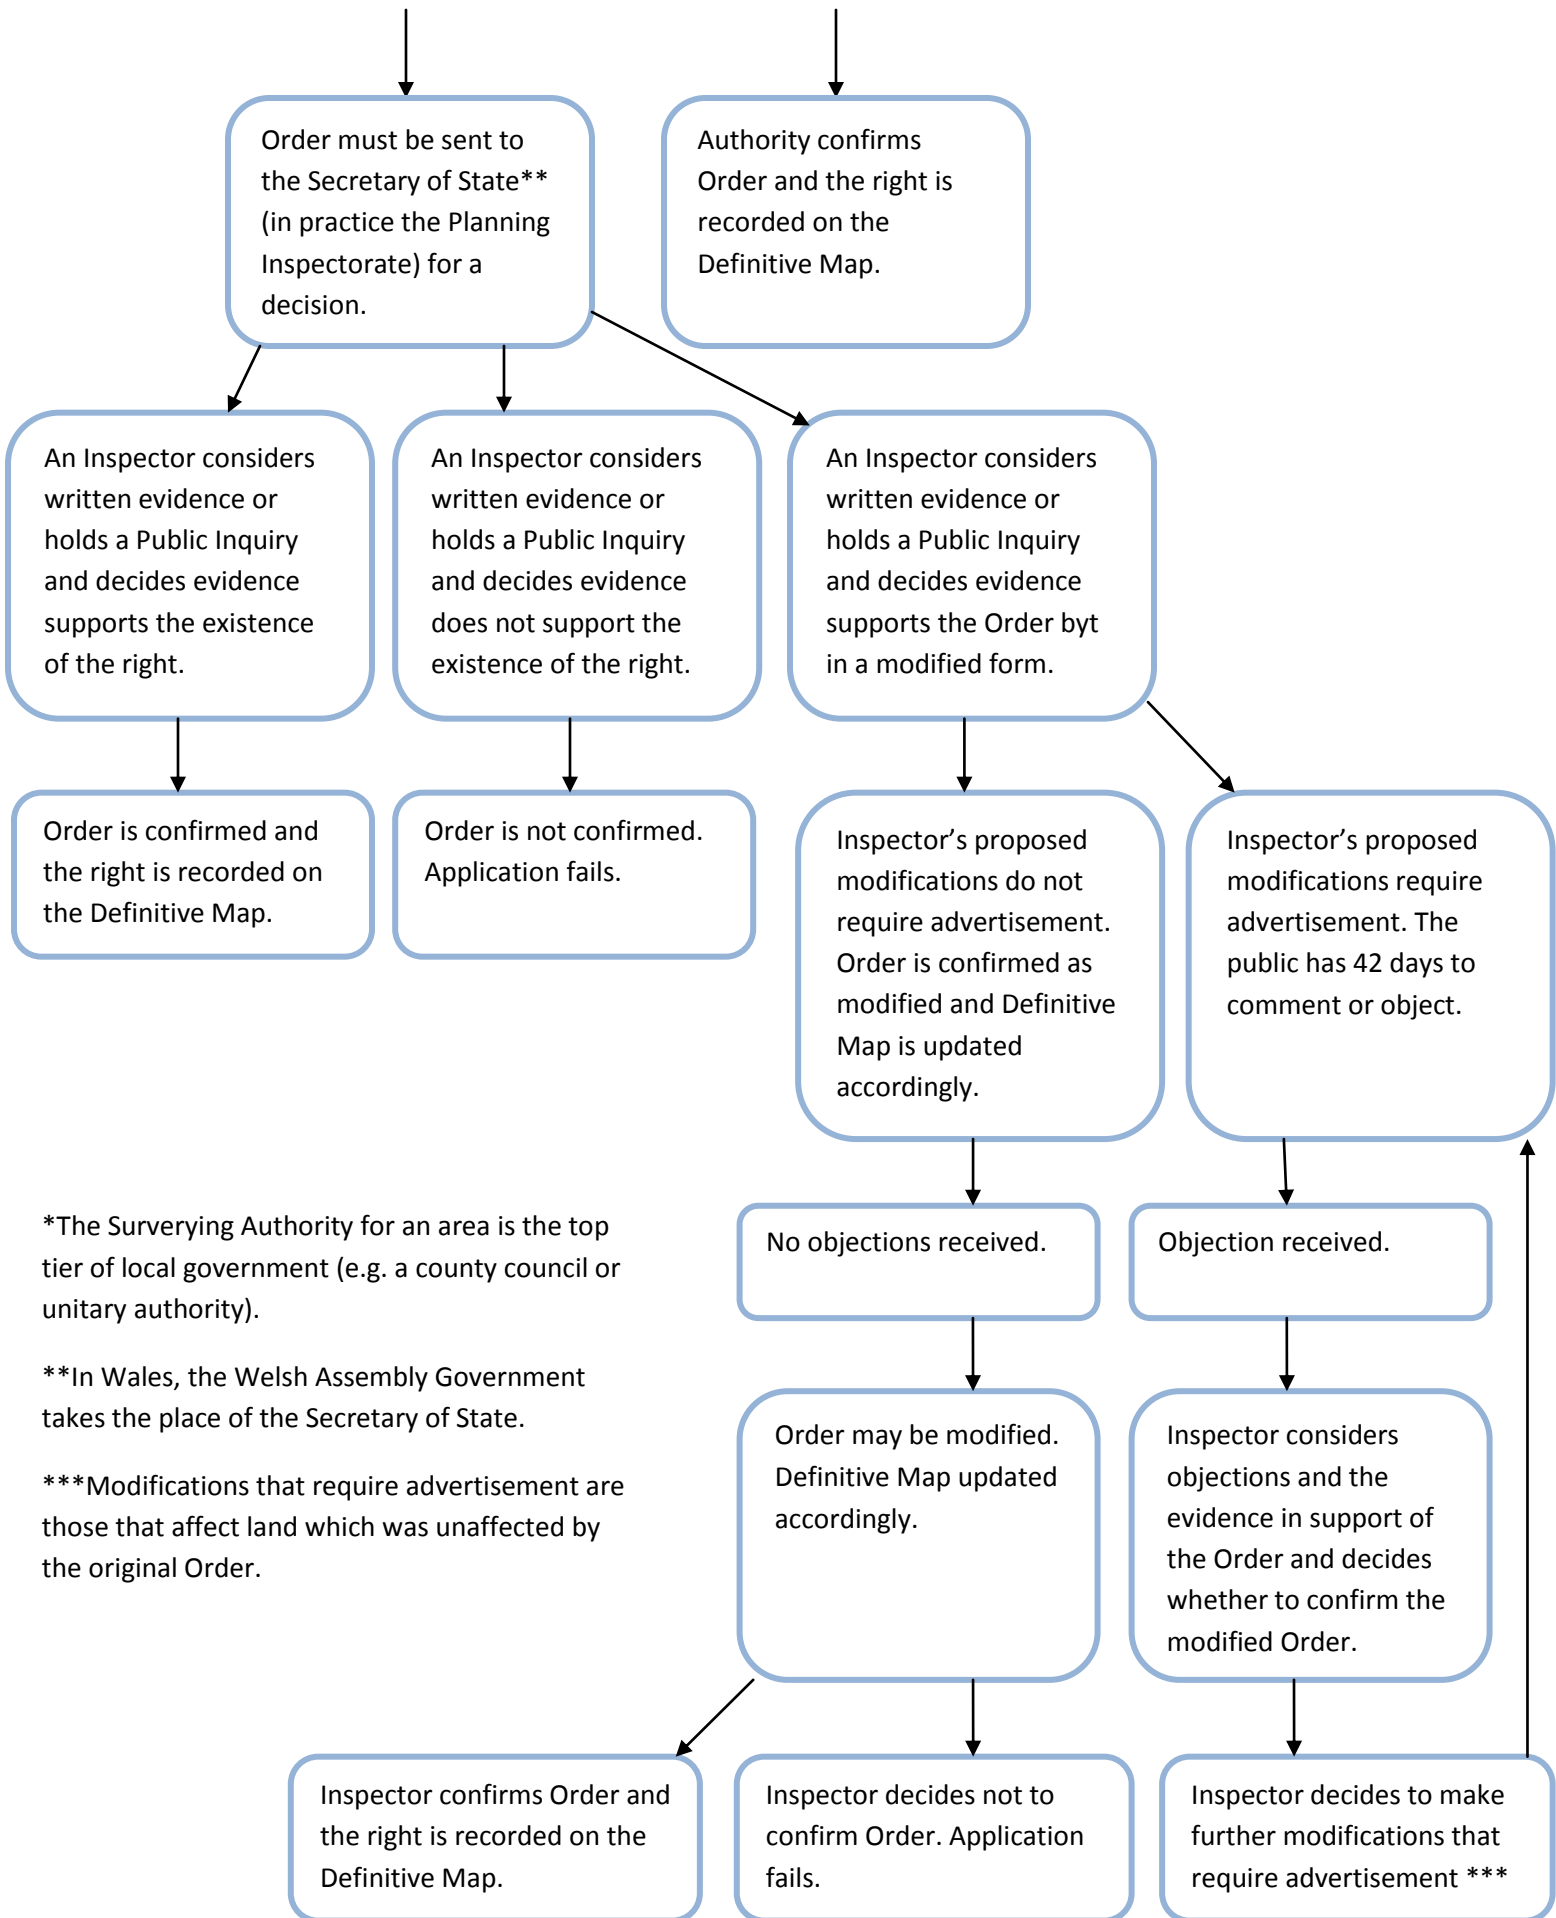 Order must be sent to
the Secretary of State**
(in practice the Planning
Inspectorate) for a
decision.
Authority confirms
Order and the right is
recorded on the
Definitive Map.
An Inspector considers
written evidence or
holds a Public Inquiry
and decides evidence
supports the existence
of the right.
An Inspector considers
written evidence or
holds a Public Inquiry
and decides evidence
does not support the
existence of the right.
An Inspector considers
written evidence or
holds a Public Inquiry
and decides evidence
supports the Order byt
in a modified form.
Order is confirmed and
the right is recorded on
the Definitive Map.
Order is not confirmed.
Application fails.
Inspector’s proposed
modifications do not
require advertisement.
Order is confirmed as
modified and Definitive
Map is updated
accordingly.
Inspector’s proposed
modifications require
advertisement. The
public has 42 days to
comment or object.
*The Surverying Authority for an area is the top
tier of local government (e.g. a county council or
unitary authority).
**In Wales, the Welsh Assembly Government
takes the place of the Secretary of State.
***Modifications that require advertisement are
those that affect land which was unaffected by
the original Order.
No objections received.
Objection received.
Order may be modified.
Definitive Map updated
accordingly.
Inspector considers
objections and the
evidence in support of
the Order and decides
whether to confirm the
modified Order.
Inspector confirms Order and
the right is recorded on the
Definitive Map.
Inspector decides not to
confirm Order. Application
fails.
Inspector decides to make
further modifications that
require advertisement ***